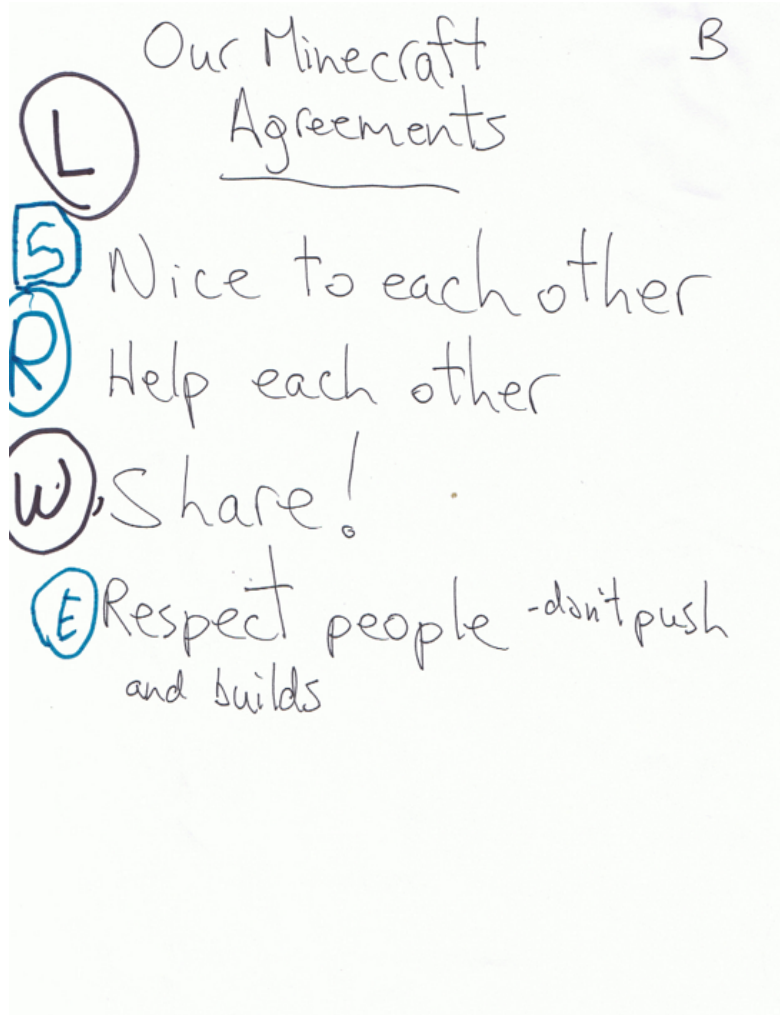 Our Minecraft B
Agreements
L
S
Nice to each other
R
Help each other
W, Share!
E Respect people -don't push
and builds